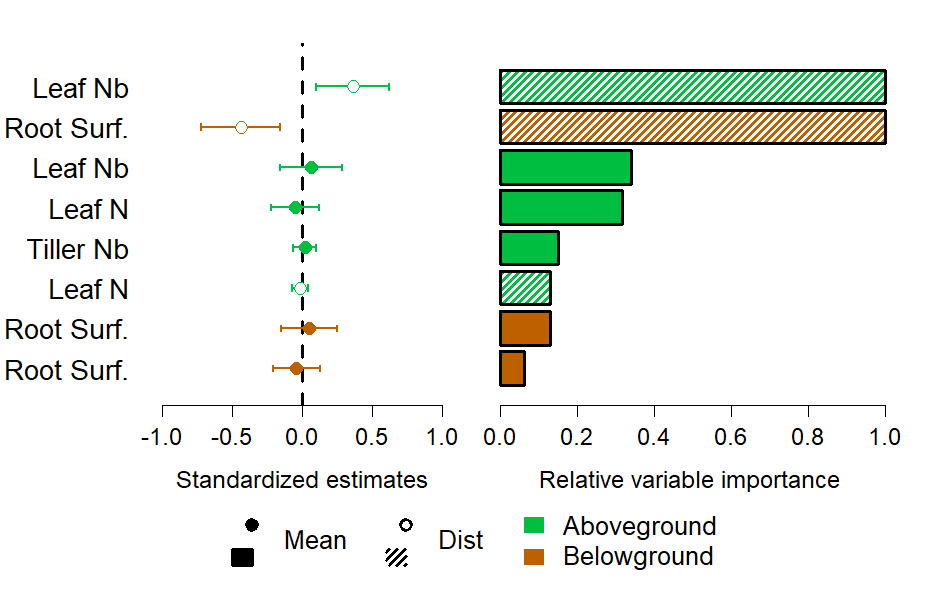 Leaf Nb
Root Surf.
Leaf Nb
Leaf N
Tiller Nb
Leaf N
Root Surf.
Root Surf.
-1.0 -0.5 0.0 0.5 1.0
0.0 0.2 0.4 0.6 0.8 1.0
Standardized estimates
Relative variable importance
Mean
Dist
Aboveground
Belowground